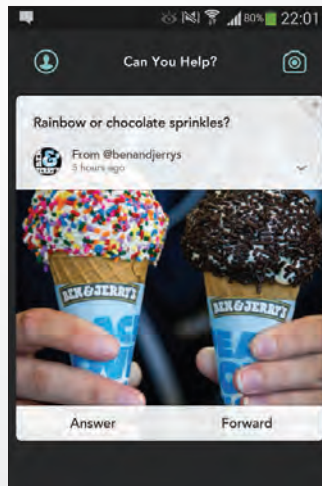 80% 22:01
Can You Help?
Rainbow or chocolate sprinkles?
From @benandjerrys
5 hours ago
BEN & JERRY'S
BEN & JERRY'S
Answer
Forward